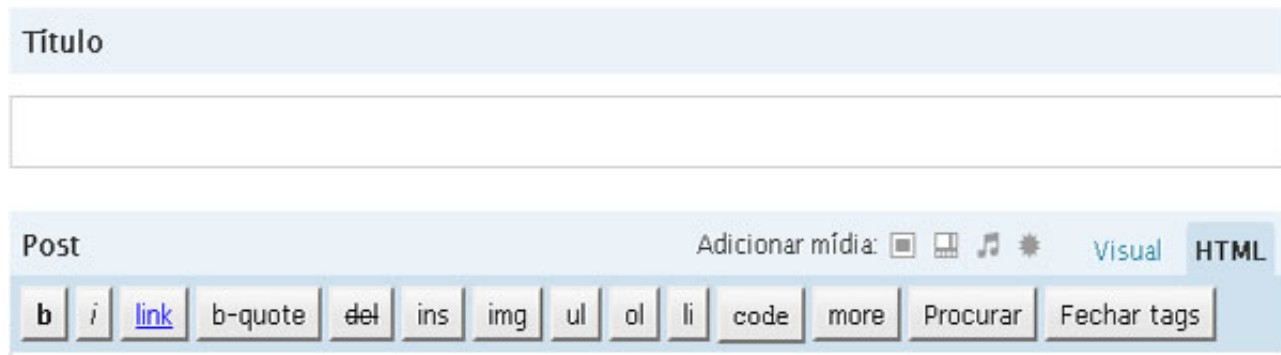 Título
Post Adicionar mídia: Visual HTML
b i link b-quote del ins img ul ol li code more Procurar Fechar tags